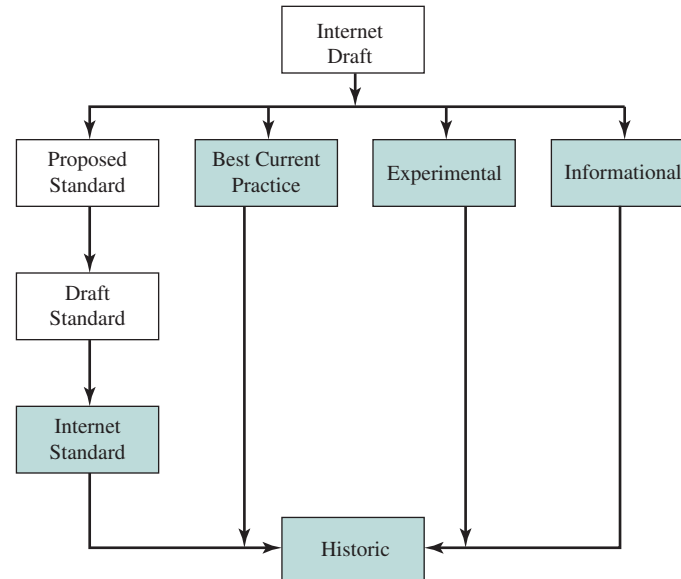 Internet
Draft
Proposed
Standard
Best Current
Practice
Experimental
Informational
Draft
Standard
Internet
Standard
Historic